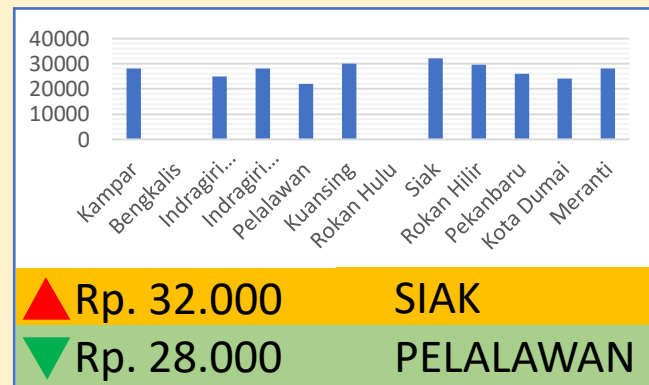 40000
30000
20000
10000
0
Kampar
Bengkalis
Indragiri...
Indragiri...
Pelalawan
Kuansing
Rokan Hulu
Siak
Rokan Hilir
Pekanbaru
Kota Dumai
Meranti
Rp. 32.000 SIAK
Rp. 28.000 PELALAWAN